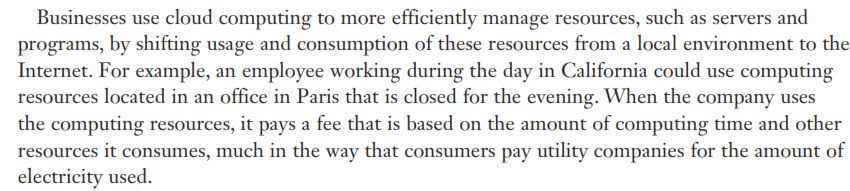 Businesses use cloud computing to more efficiently manage resources, such as servers and
programs, by shifting usage and consumption of these resources from a local environment to the
Internet. For example, an employee working during the day in California could use computing
resources located in an office in Paris that is closed for the evening. When the company uses
the computing resources, it pays a fee that is based on the amount of computing time and other
resources it consumes, much in the way that consumers pay utility companies for the amount of
electricity used.